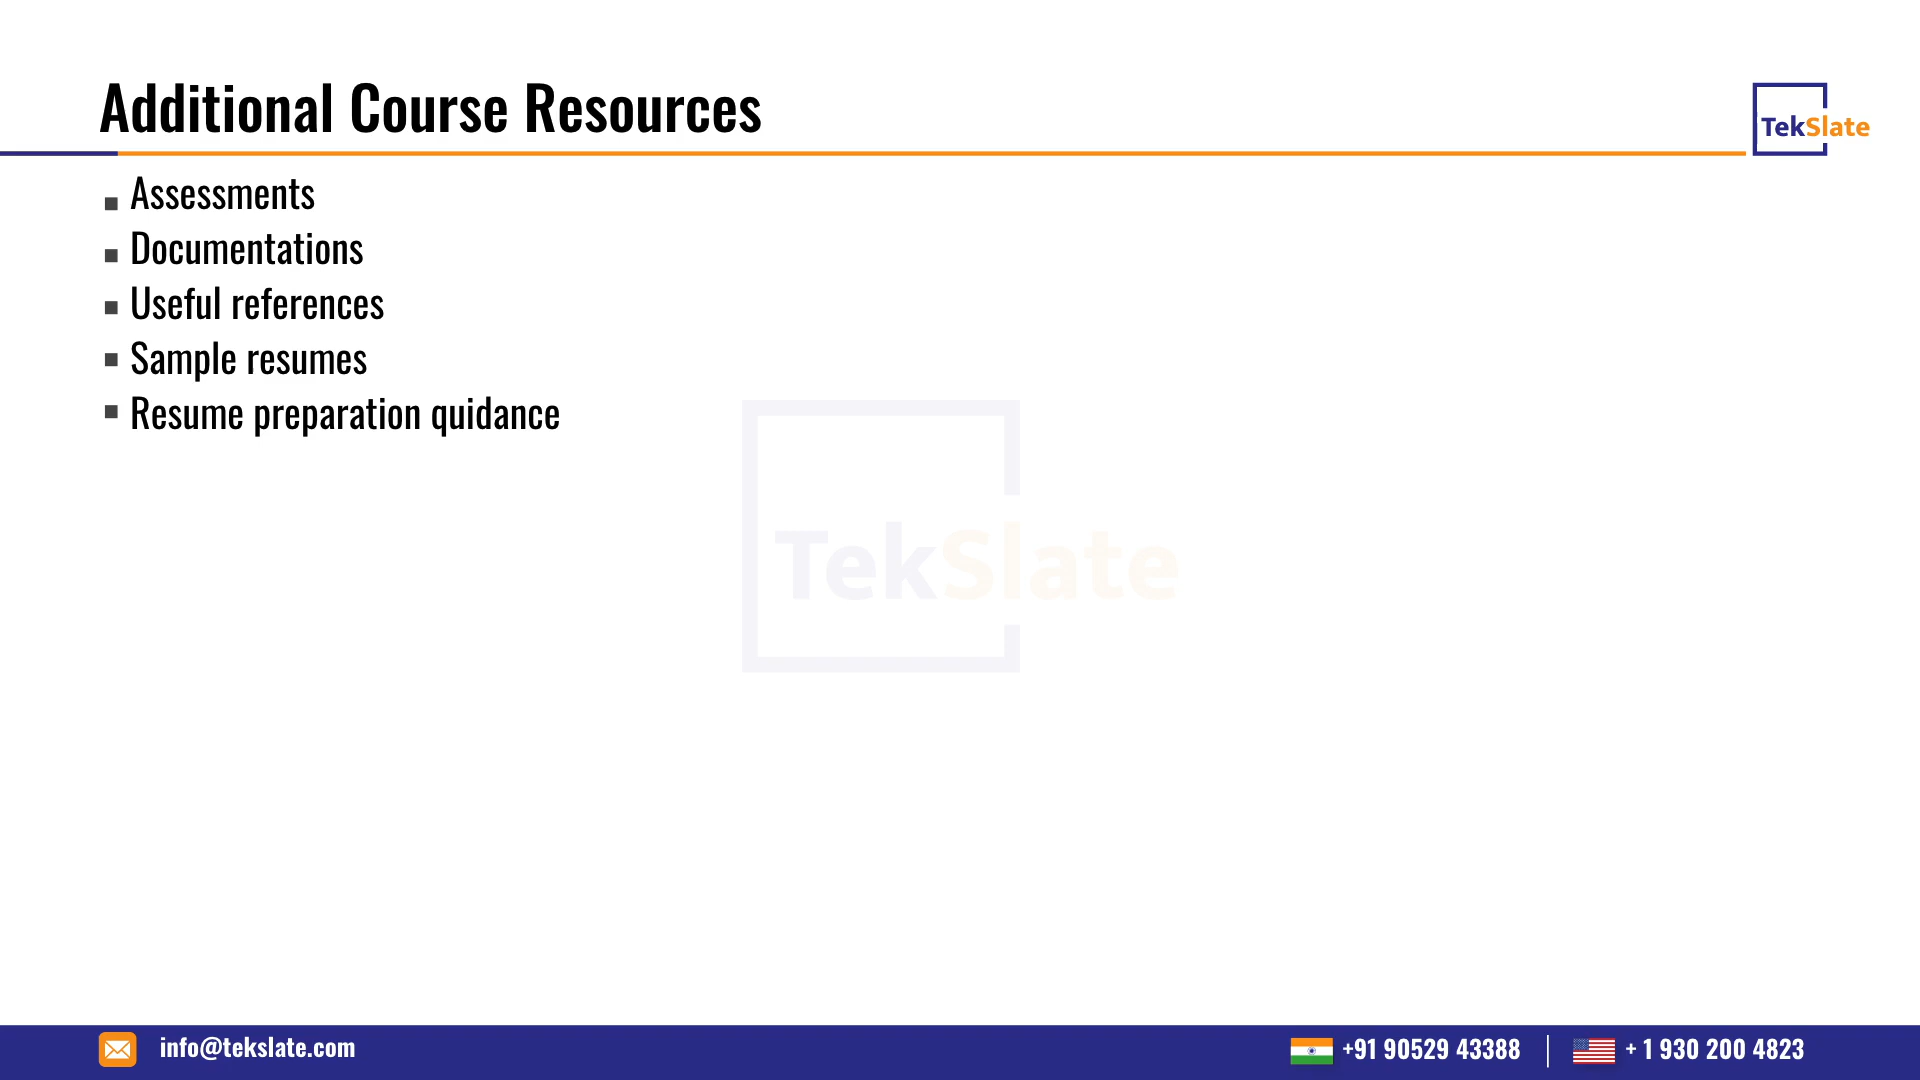 Additional Course Resources
TekSlate
Assessments
Documentations
Useful references
Sample resumes
Resume preparation quidance
TekSlate
info@tekslate.com
+91 90529 43388
+ 1 930 200 4823